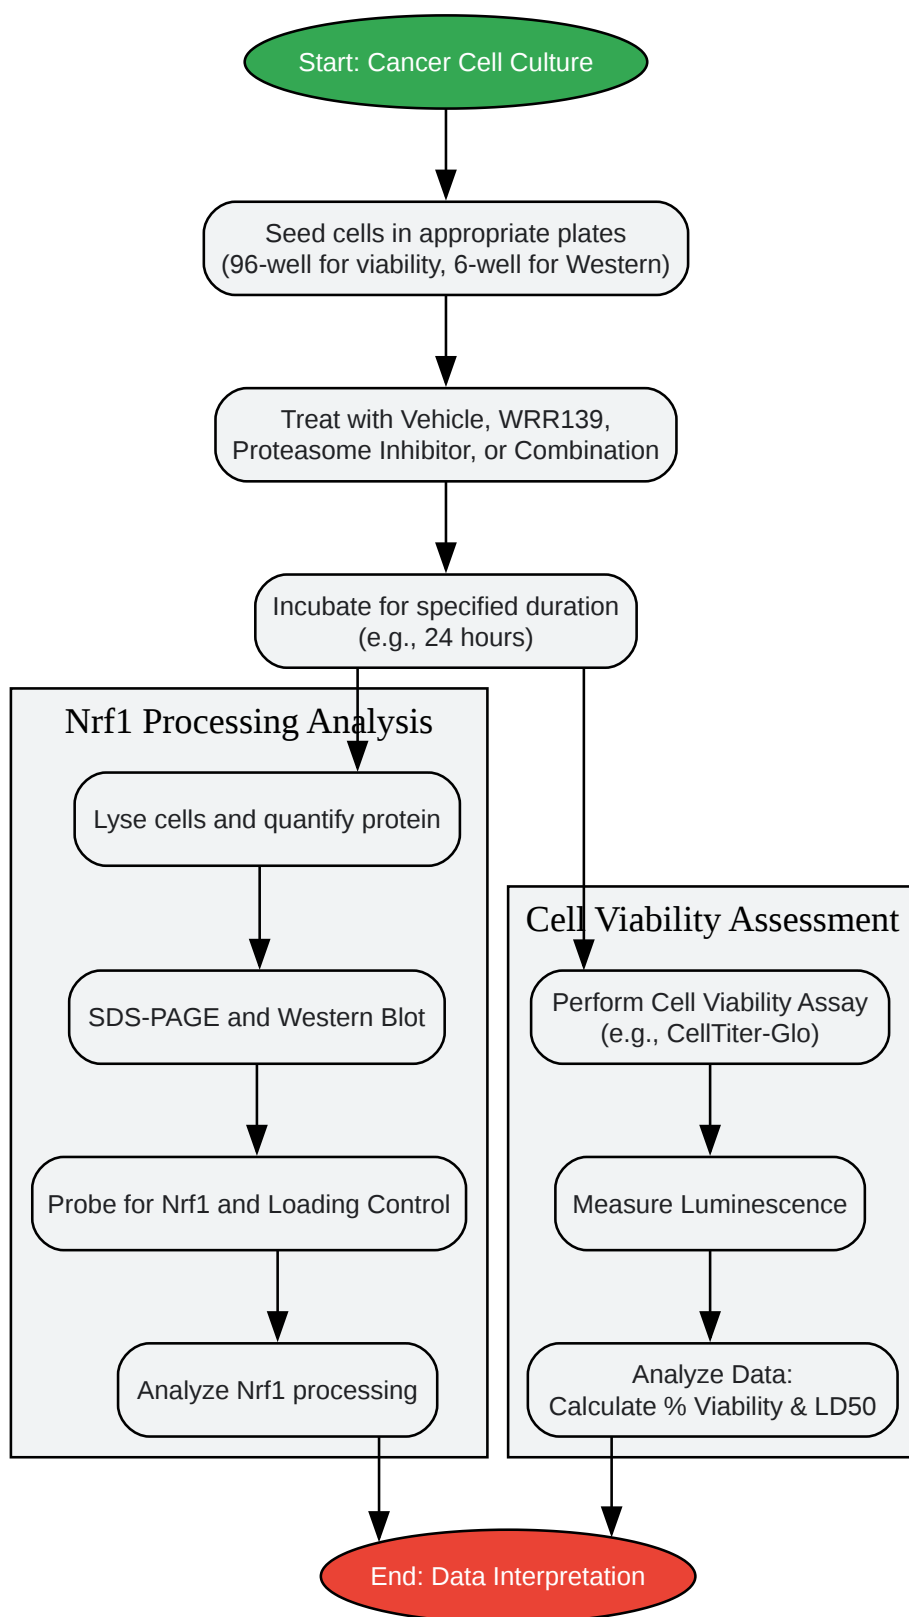 Start: Cancer Cell Culture
Seed cells in appropriate plates
(96-well for viability, 6-well for Western)
Treat with Vehicle, WRR139,
Proteasome Inhibitor, or Combination
Incubate for specified duration
(e.g., 24 hours)
Nrf1 Processing Analysis
Lyse cells and quantify protein
SDS-PAGE and Western Blot
Probe for Nrf1 and Loading Control
Analyze Nrf1 processing
Cell Viability Assessment
Perform Cell Viability Assay
(e.g., CellTiter-Glo)
Measure Luminescence
Analyze Data:
Calculate % Viability & LD50
End: Data Interpretation